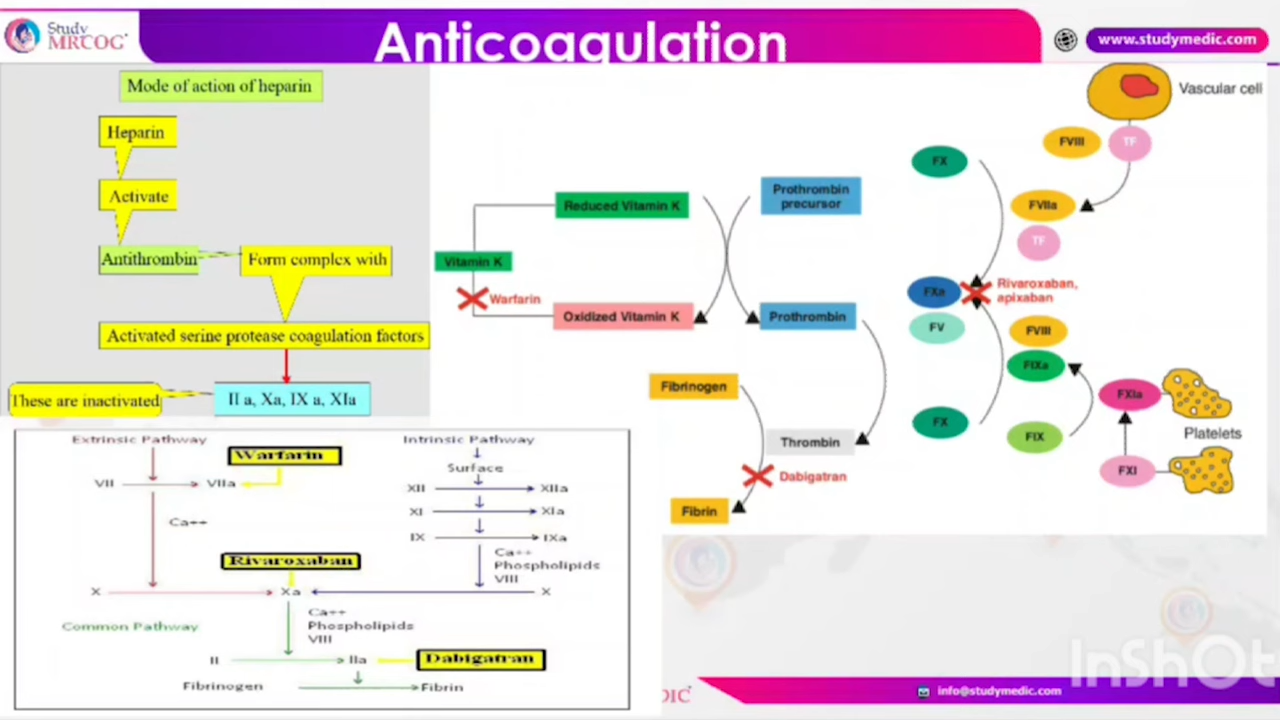 Study
MRCOG
Anticoagulation
www.studymedic.com
Mode of action of heparin
Heparin
Activate
Antithrombin
Form complex with
Activated serine protease coagulation factors
These are inactivated
II a, Xa, IX a, XIa
Extrinsic Pathway
Intrinsic Pathway
Warfarin
Surface
VII
VIIa
XII
XIIa
XI
XIa
Ca++
IX
IXa
Ca++
Phospholipids
VIII
Rivaroxaban
X
Xa
X
Ca++
Phospholipids
VIII
Common Pathway
II
IIa
Dabigatran
Fibrinogen
Fibrin
Reduced Vitamin K
Prothrombin
precursor
Vitamin K
Warfarin
Oxidized Vitamin K
Prothrombin
Fibrinogen
Thrombin
Dabigatran
Fibrin
Vascular cell
FVIII
TF
FX
FVIIa
TF
FXa
Rivaroxaban,
apixaban
FV
FVIII
FIXa
FXIa
FX
FIX
Platelets
FXI
InShOt
DIC
info@studymedic.com